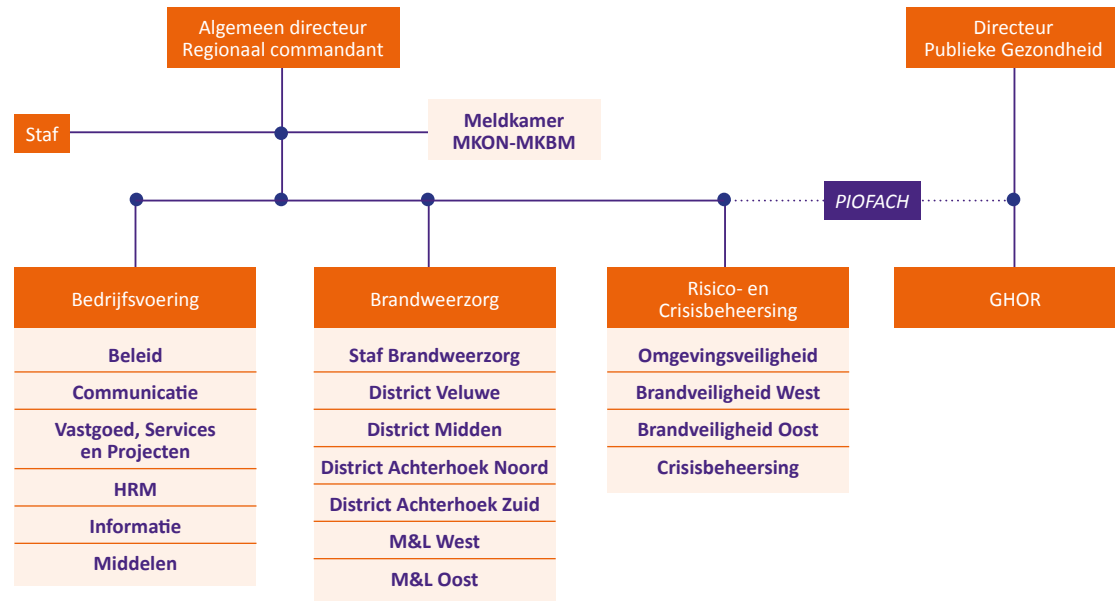 Algemeen directeur
Regionaal commandant
Directeur
Publieke Gezondheid
Staf
Meldkamer
MKON-MKBM
PIOFACH
Bedrijfsvoering
Beleid
Communicatie
Vastgoed, Services
en Projecten
HRM
Informatie
Middelen
Brandweerzorg
Staf Brandweerzorg
District Veluwe
District Midden
District Achterhoek Noord
District Achterhoek Zuid
M&L West
M&L Oost
Risico- en
Crisisbeheersing
Omgevingsveiligheid
Brandveiligheid West
Brandveiligheid Oost
Crisisbeheersing
GHOR